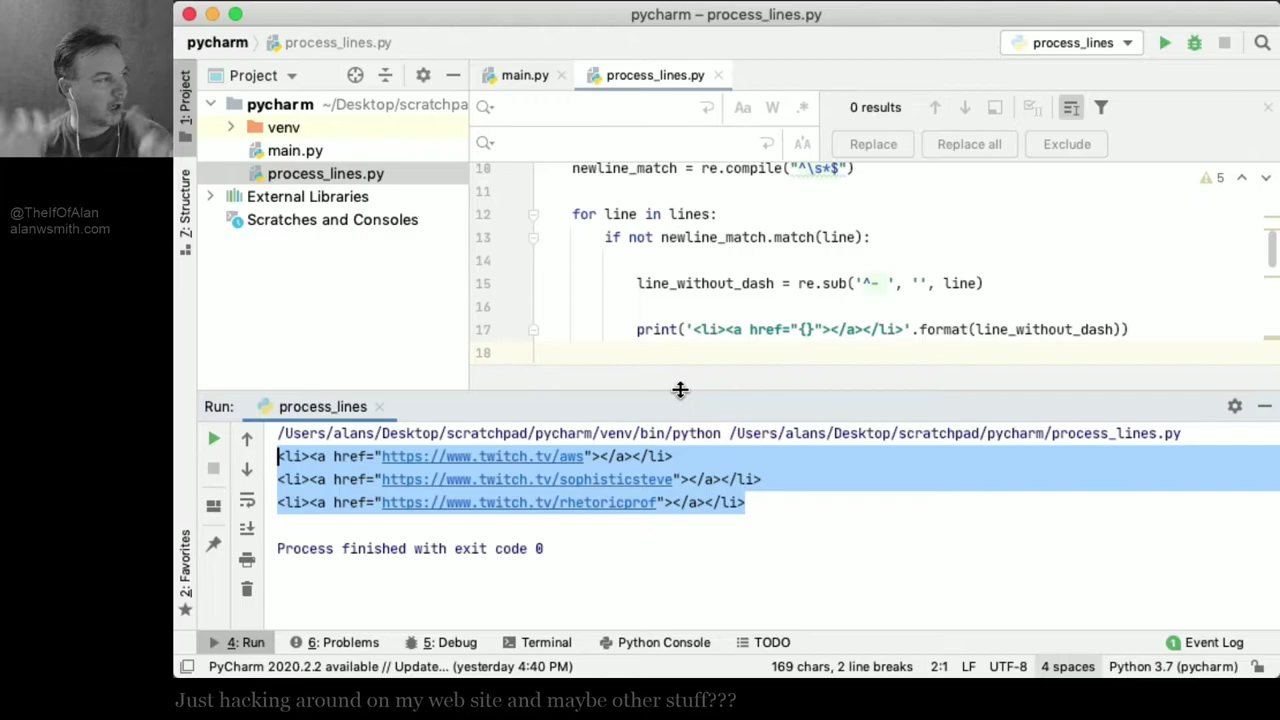 pycharm – process_lines.py
pycharm process_lines.py
process_lines
Project
main.py
process_lines.py
pycharm ~/Desktop/scratchpa
venv
main.py
process_lines.py
External Libraries
Scratches and Consoles
1: Project
7: Structure
2: Favorites
@TheIfOfAlan
alanwsmith.com
Aa W .* 0 results
Replace Replace all Exclude
5
10 newline_match = re.compile("^\s*$")
11
12 for line in lines:
13 if not newline_match.match(line):
14
15 line_without_dash = re.sub('^- ', '', line)
16
17 print('<li><a href="{}"></a></li>'.format(line_without_dash))
18
Run: process_lines
/Users/alans/Desktop/scratchpad/pycharm/venv/bin/python /Users/alans/Desktop/scratchpad/pycharm/process_lines.py
<li><a href="https://www.twitch.tv/aws"></a></li>
<li><a href="https://www.twitch.tv/sophisticsteve"></a></li>
<li><a href="https://www.twitch.tv/rhetoricprof"></a></li>
Process finished with exit code 0
4: Run 6: Problems 5: Debug Terminal Python Console TODO 1 Event Log
PyCharm 2020.2.2 available // Update... (yesterday 4:40 PM) 169 chars, 2 line breaks 2:1 LF UTF-8 4 spaces Python 3.7 (pycharm)
Just hacking around on my web site and maybe other stuff???